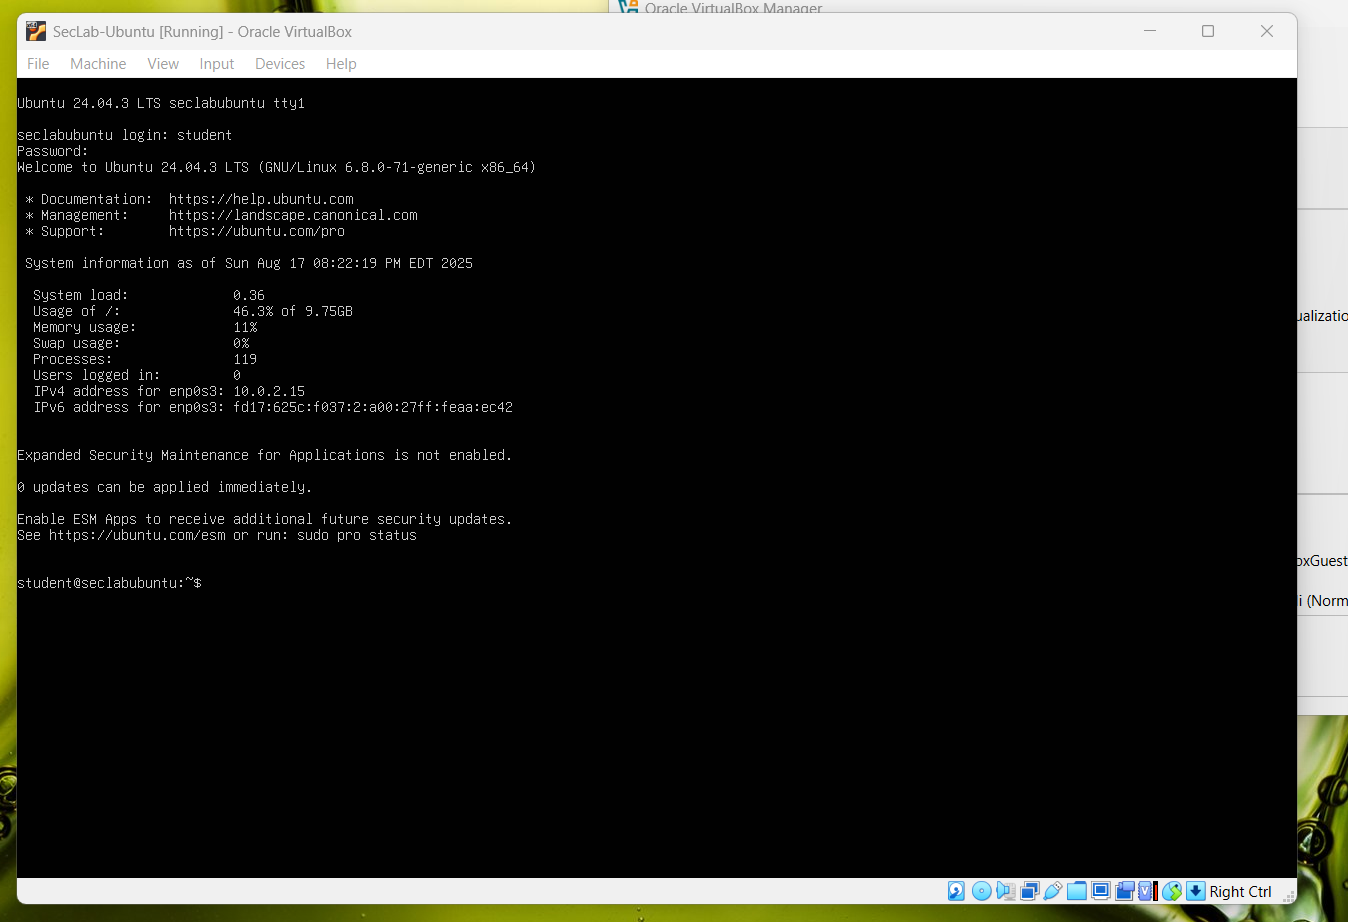 Oracle VirtualBox Manager
SecLab-Ubuntu [Running] - Oracle VirtualBox
File Machine View Input Devices Help
Ubuntu 24.04.3 LTS seclabubuntu tty1
seclabubuntu login: student
Password:
Welcome to Ubuntu 24.04.3 LTS (GNU/Linux 6.8.0-71-generic x86_64)
* Documentation: https://help.ubuntu.com
* Management: https://landscape.canonical.com
* Support: https://ubuntu.com/pro
System information as of Sun Aug 17 08:22:19 PM EDT 2025
System load: 0.36
Usage of /: 46.3% of 9.75GB
Memory usage: 11%
Swap usage: 0%
Processes: 119
Users logged in: 0
IPv4 address for enp0s3: 10.0.2.15
IPv6 address for enp0s3: fd17:625c:f037:2:a00:27ff:feaa:ec42
Expanded Security Maintenance for Applications is not enabled.
0 updates can be applied immediately.
Enable ESM Apps to receive additional future security updates.
See https://ubuntu.com/esm or run: sudo pro status
student@seclabubuntu:~$
ualizatio
oxGuest
i (Norm
Right Ctrl